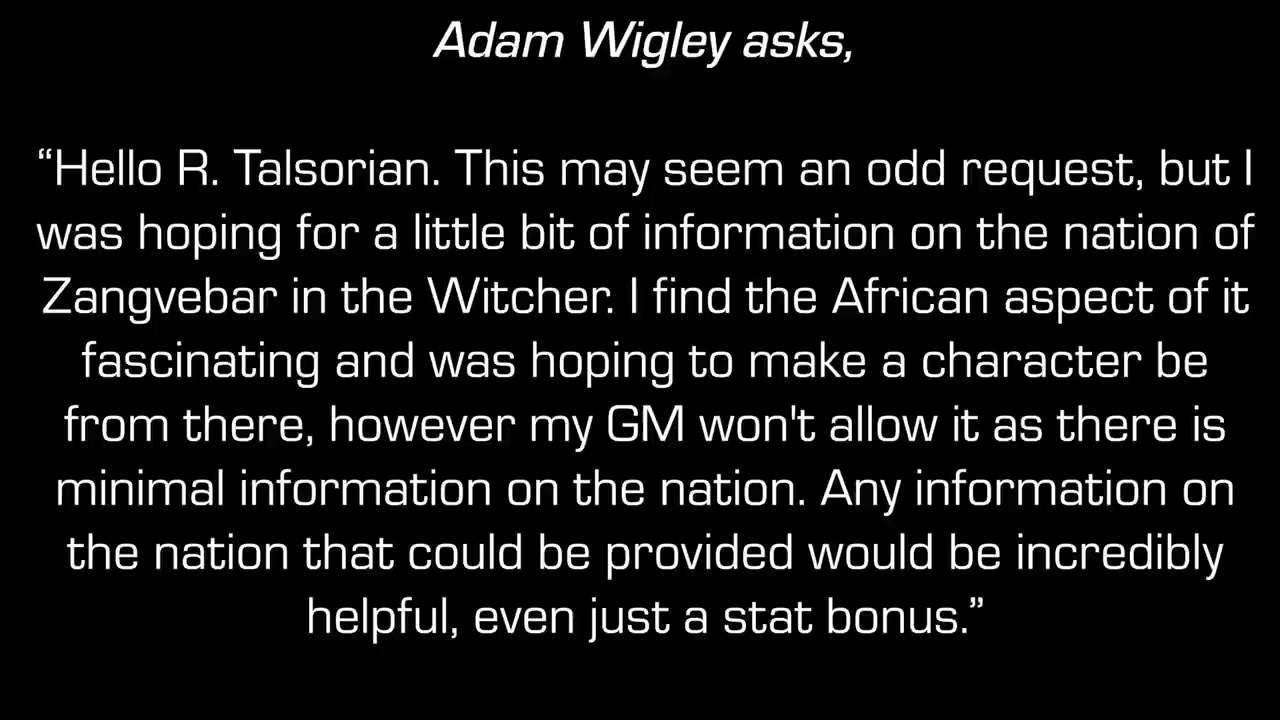 Adam Wigley asks,
“Hello R. Talsorian. This may seem an odd request, but I
was hoping for a little bit of information on the nation of
Zangvebar in the Witcher. I find the African aspect of it
fascinating and was hoping to make a character be
from there, however my GM won't allow it as there is
minimal information on the nation. Any information on
the nation that could be provided would be incredibly
helpful, even just a stat bonus.”